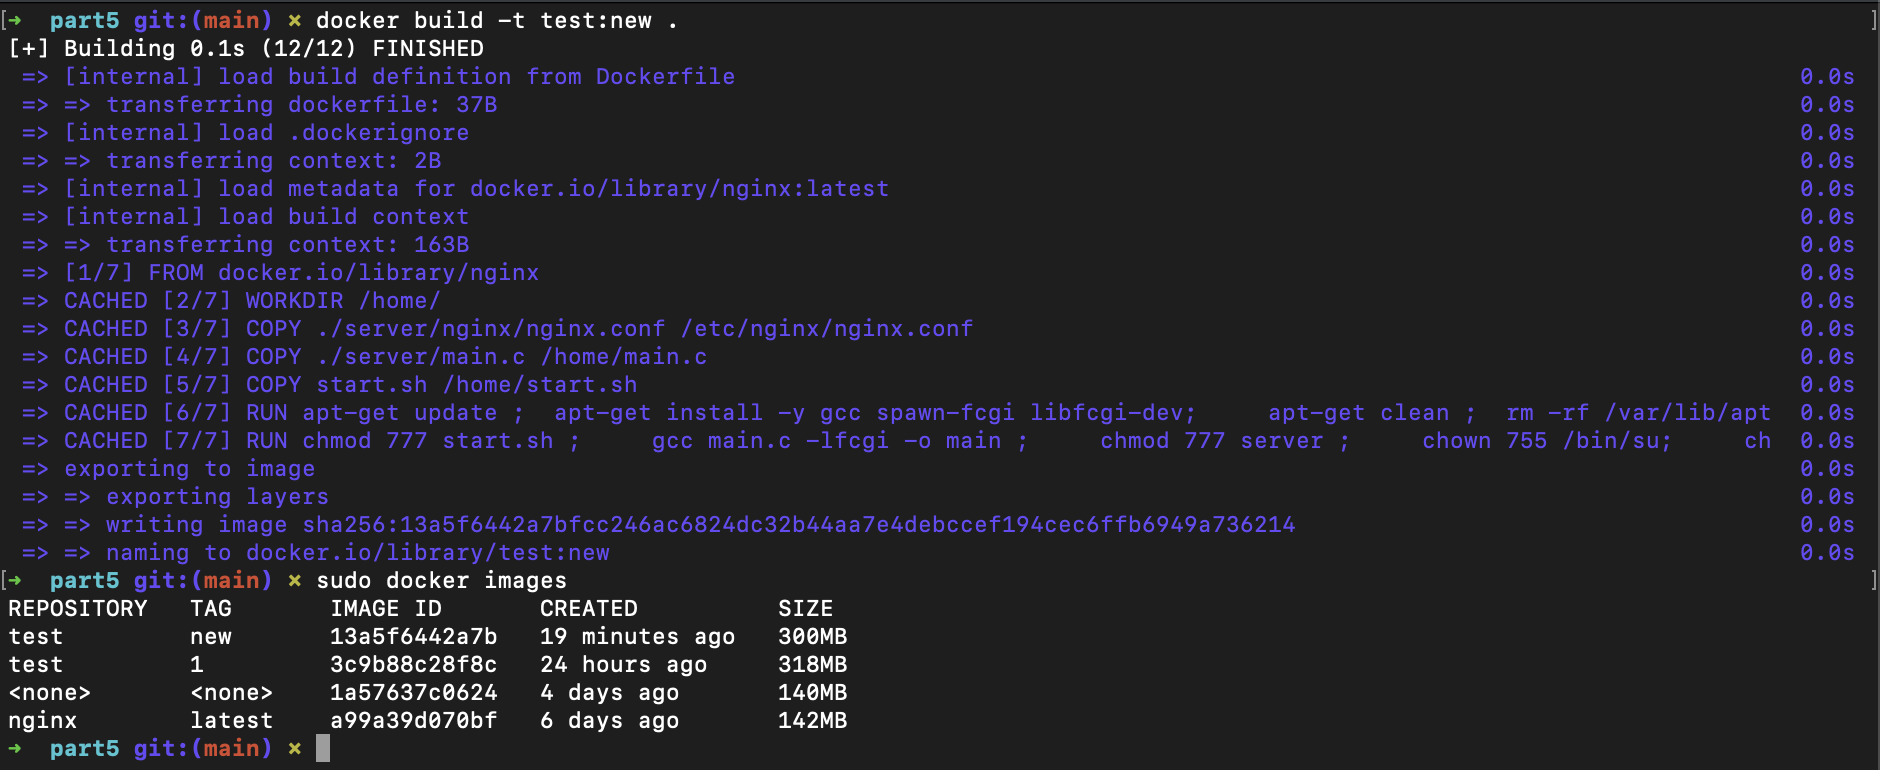 [➜  part5 git:(main) × docker build -t test:new .                                                                                     ]
[+] Building 0.1s (12/12) FINISHED
 => [internal] load build definition from Dockerfile                                                                            0.0s
 => => transferring dockerfile: 37B                                                                                             0.0s
 => [internal] load .dockerignore                                                                                               0.0s
 => => transferring context: 2B                                                                                                 0.0s
 => [internal] load metadata for docker.io/library/nginx:latest                                                                 0.0s
 => [internal] load build context                                                                                               0.0s
 => => transferring context: 163B                                                                                               0.0s
 => [1/7] FROM docker.io/library/nginx                                                                                          0.0s
 => CACHED [2/7] WORKDIR /home/                                                                                                 0.0s
 => CACHED [3/7] COPY ./server/nginx/nginx.conf /etc/nginx/nginx.conf                                                           0.0s
 => CACHED [4/7] COPY ./server/main.c /home/main.c                                                                              0.0s
 => CACHED [5/7] COPY start.sh /home/start.sh                                                                                   0.0s
 => CACHED [6/7] RUN apt-get update ;  apt-get install -y gcc spawn-fcgi libfcgi-dev;     apt-get clean ;  rm -rf /var/lib/apt  0.0s
 => CACHED [7/7] RUN chmod 777 start.sh ;     gcc main.c -lfcgi -o main ;     chmod 777 server ;     chown 755 /bin/su;     ch  0.0s
 => exporting to image                                                                                                          0.0s
 => => exporting layers                                                                                                         0.0s
 => => writing image sha256:13a5f6442a7bfcc246ac6824dc32b44aa7e4debccef194cec6ffb6949a736214                                    0.0s
 => => naming to docker.io/library/test:new                                                                                     0.0s
[➜  part5 git:(main) × sudo docker images                                                                                             ]
REPOSITORY   TAG       IMAGE ID       CREATED          SIZE
test         new       13a5f6442a7b   19 minutes ago   300MB
test         1         3c9b88c28f8c   24 hours ago     318MB
<none>       <none>    1a57637c0624   4 days ago       140MB
nginx        latest    a99a39d070bf   6 days ago       142MB
➜  part5 git:(main) ×